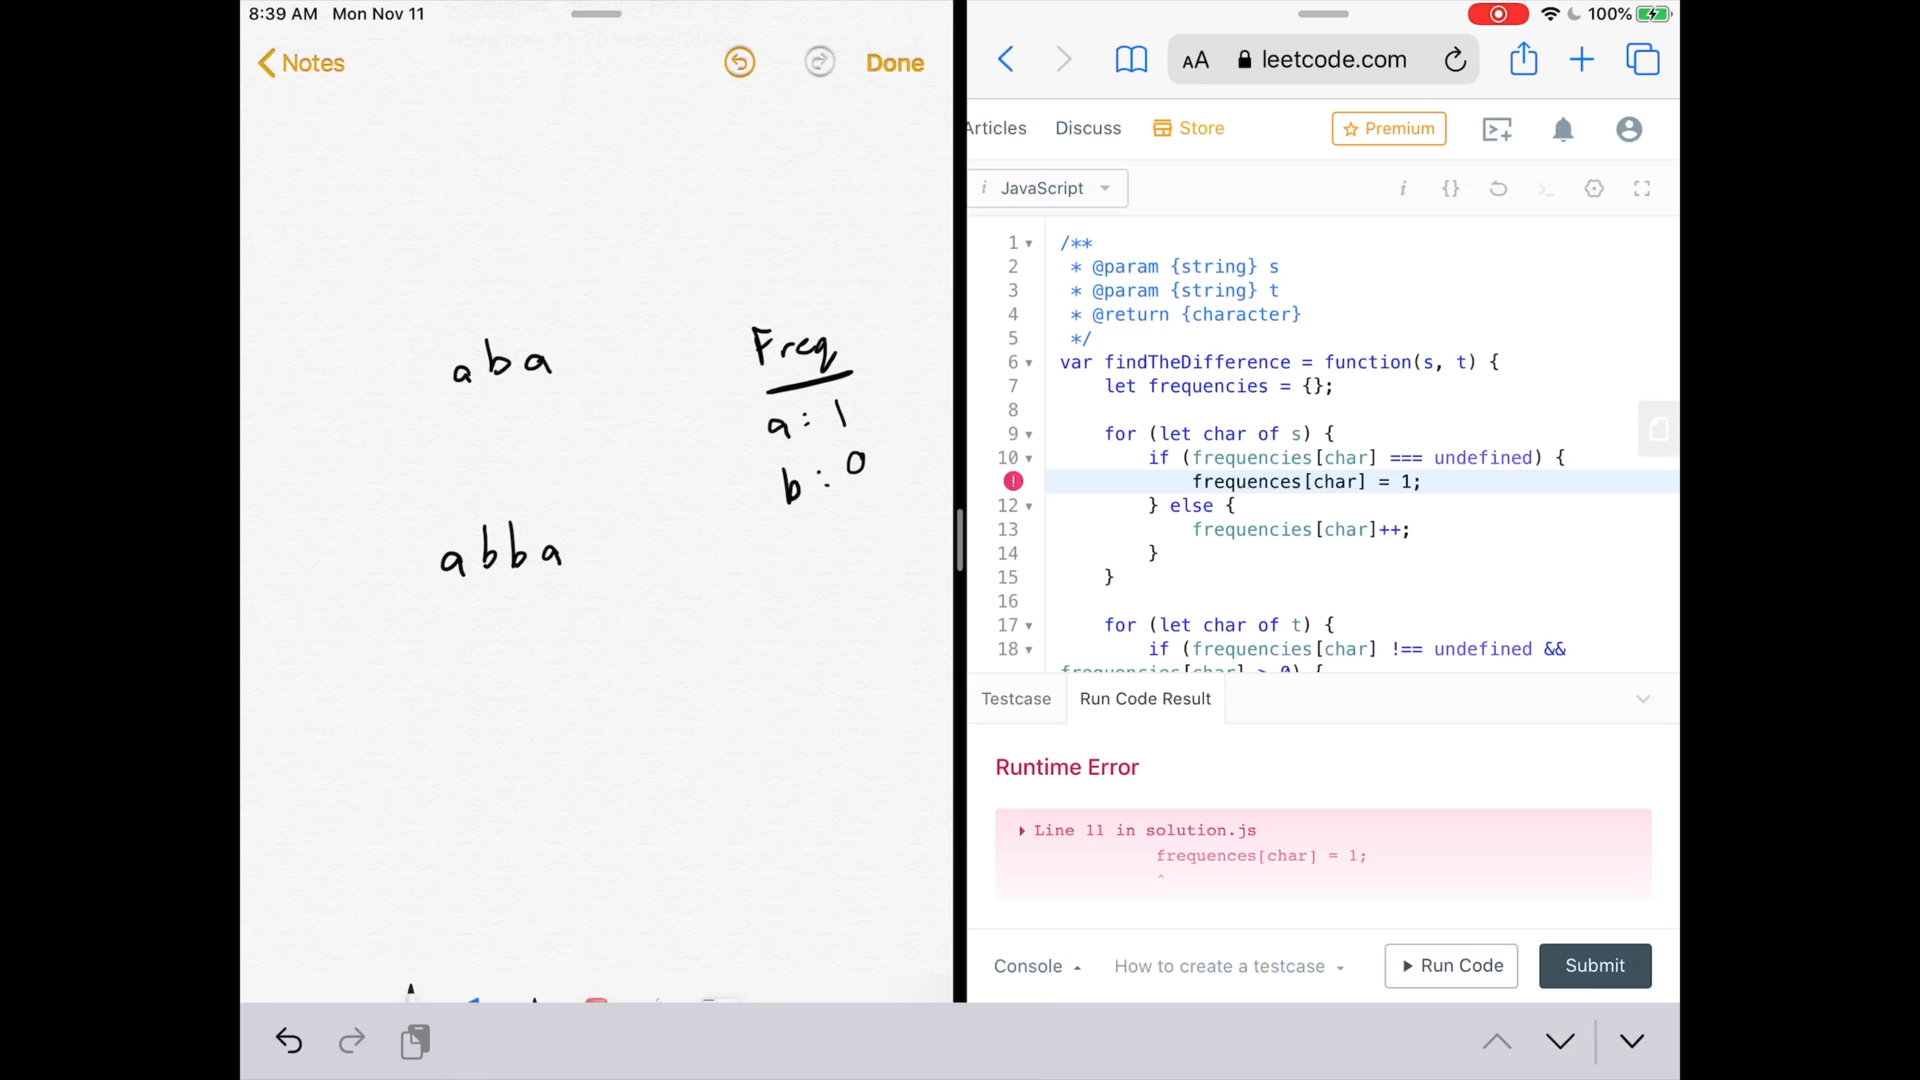 8:39 AM Mon Nov 11
Notes
Done
aba
Freq
a : 1
b : 0
abba
100%
AA leetcode.com
Articles Discuss Store
Premium
i JavaScript
i {} >_
1 /**
2 * @param {string} s
3 * @param {string} t
4 * @return {character}
5 */
6 var findTheDifference = function(s, t) {
7 let frequencies = {};
8
9 for (let char of s) {
10 if (frequencies[char] === undefined) {
! frequences[char] = 1;
12 } else {
13 frequencies[char]++;
14 }
15 }
16
17 for (let char of t) {
18 if (frequencies[char] !== undefined &&
frequencies[char] > 0) {
Testcase Run Code Result
Runtime Error
Line 11 in solution.js
frequences[char] = 1;
^
Console How to create a testcase Run Code Submit